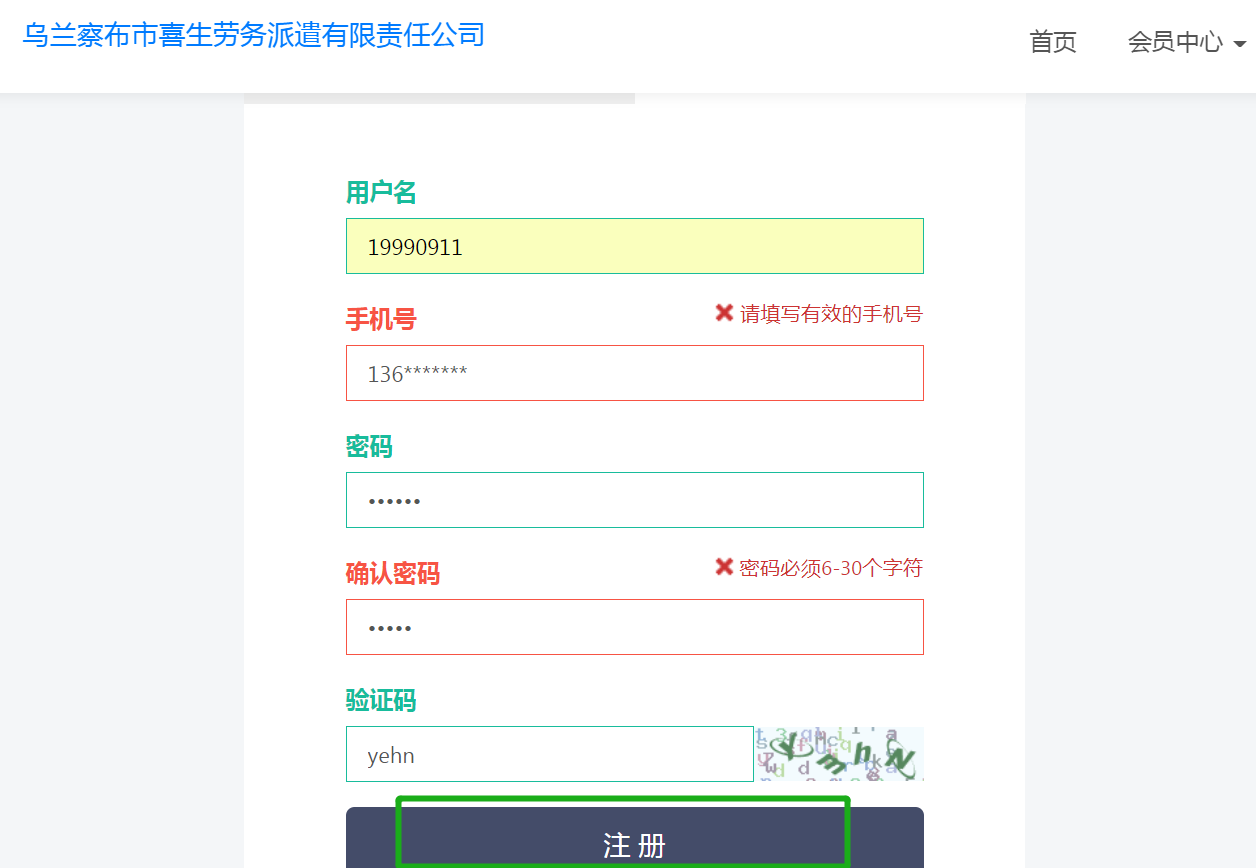 乌兰察布市喜生劳务派遣有限责任公司
首页 会员中心
用户名
19990911
手机号 请填写有效的手机号
136*******
密码
••••••
确认密码 密码必须6-30个字符
•••••
验证码
yehn
注 册